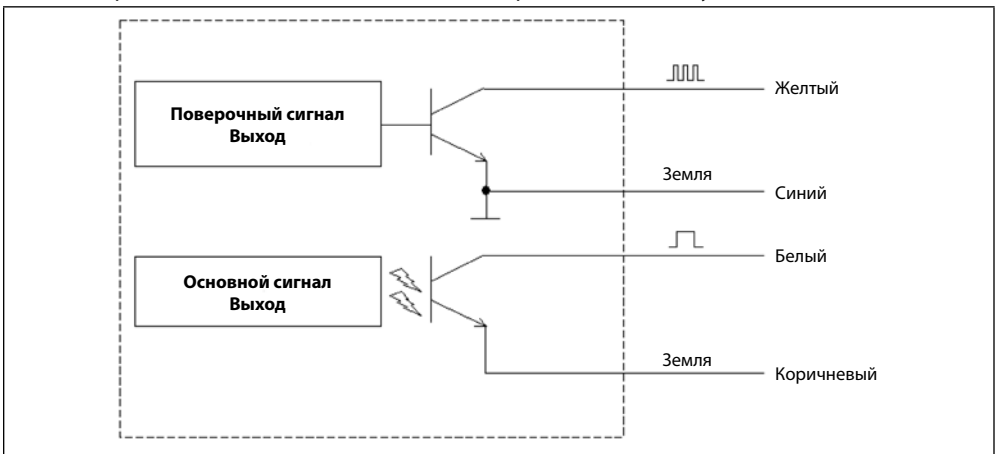 Поверочный сигнал
Выход
Желтый
Земля
Синий
Основной сигнал
Выход
Белый
Земля
Коричневый